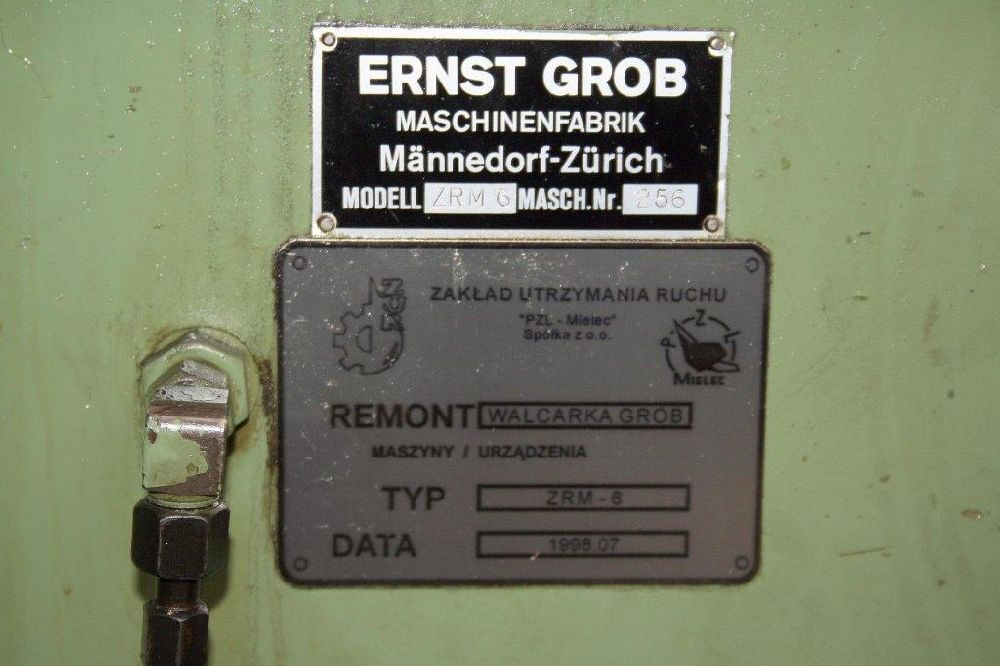 ERNST GROB
MASCHINENFABRIK
Männedorf-Zürich
MODELL ZRM 6 MASCH.Nr. 256
ZAKŁAD UTRZYMANIA RUCHU
"PZL - Mielec"
Spółka z o.o.
P Z L
MIELEC
REMONT WALCARKA GROB
MASZYNY / URZĄDZENIA
TYP ZRM - 6
DATA 1998.07